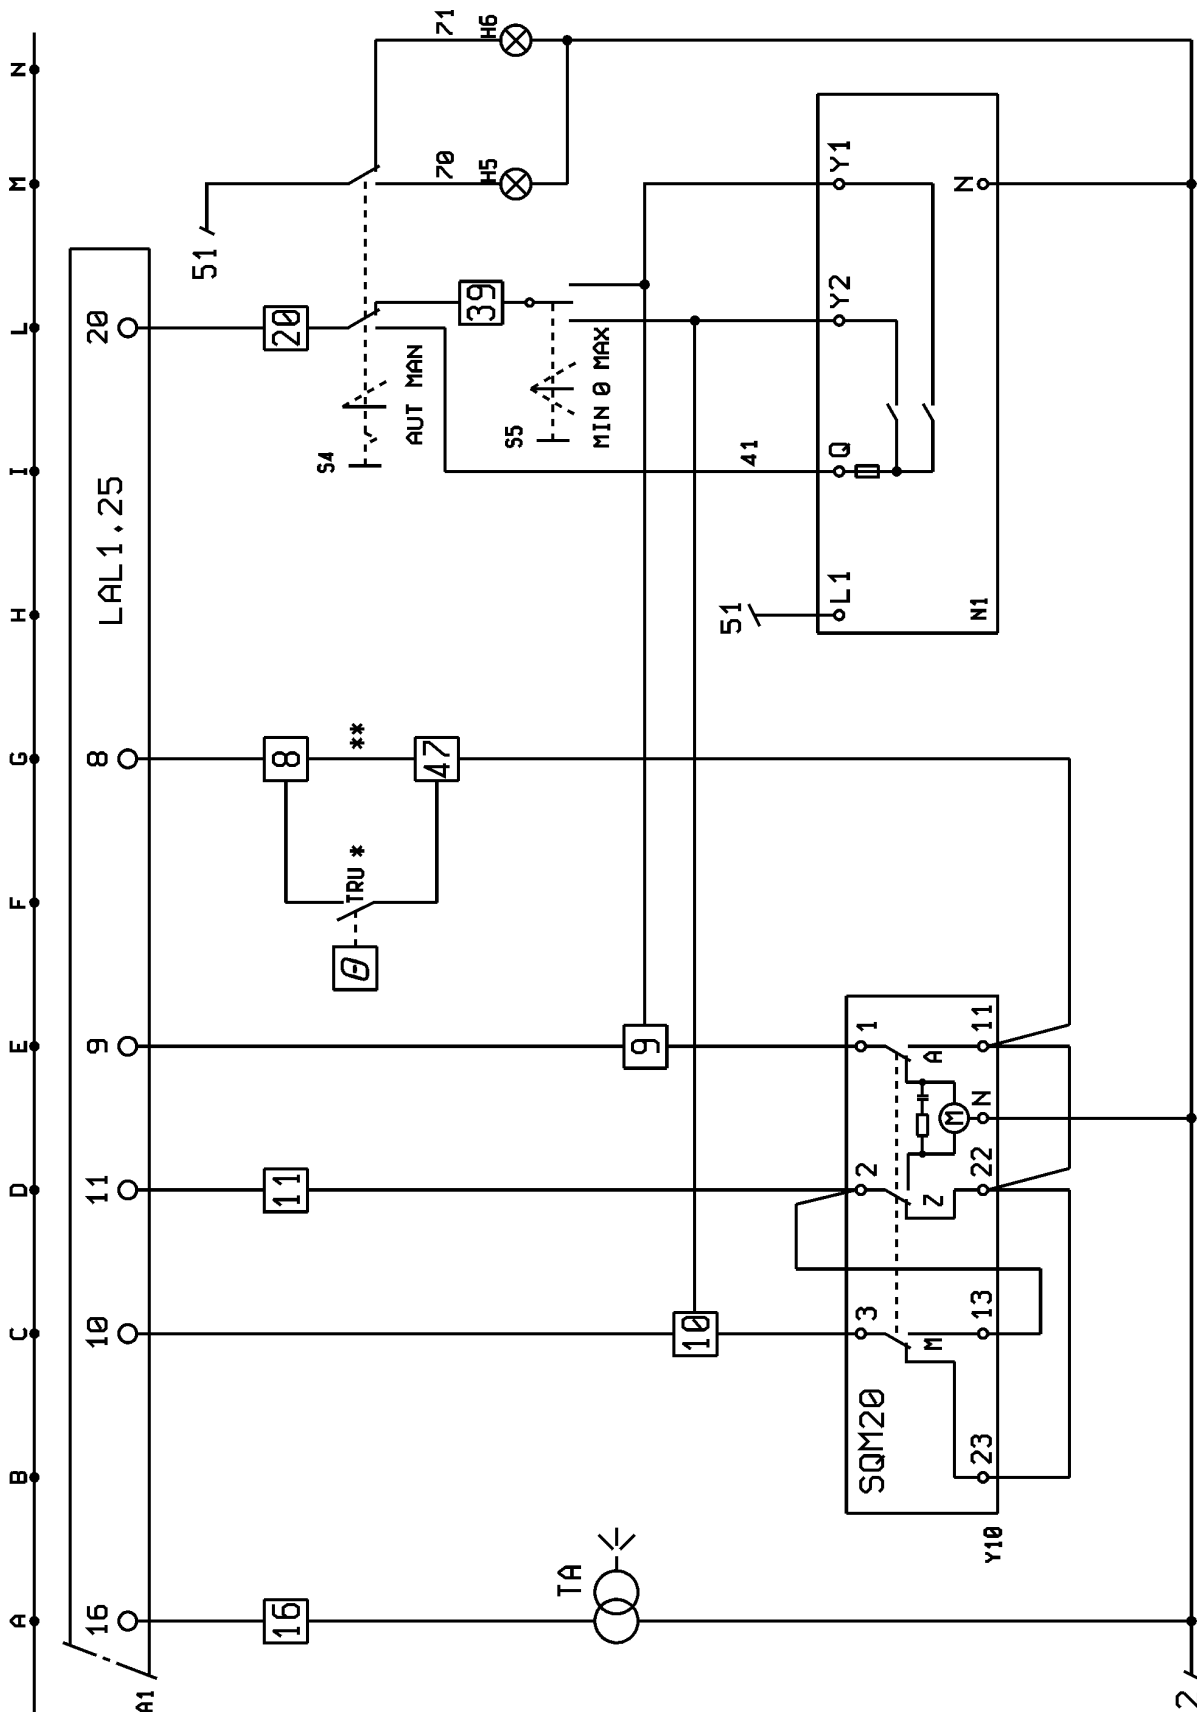 A B C D E F G H I L M N
A1
LAL1.25
16 10 11 9 8 20
16
11
8
20
51
71
70
H6
H5
0
TRU *
**
47
S4
AUT MAN
39
S5
MIN 0 MAX
TA
10
9
41
51
SQM20
3 2 1
M
Z
A
M
23 13 22 N 11
Y10
L1 Q Y2 Y1
N1
N
2